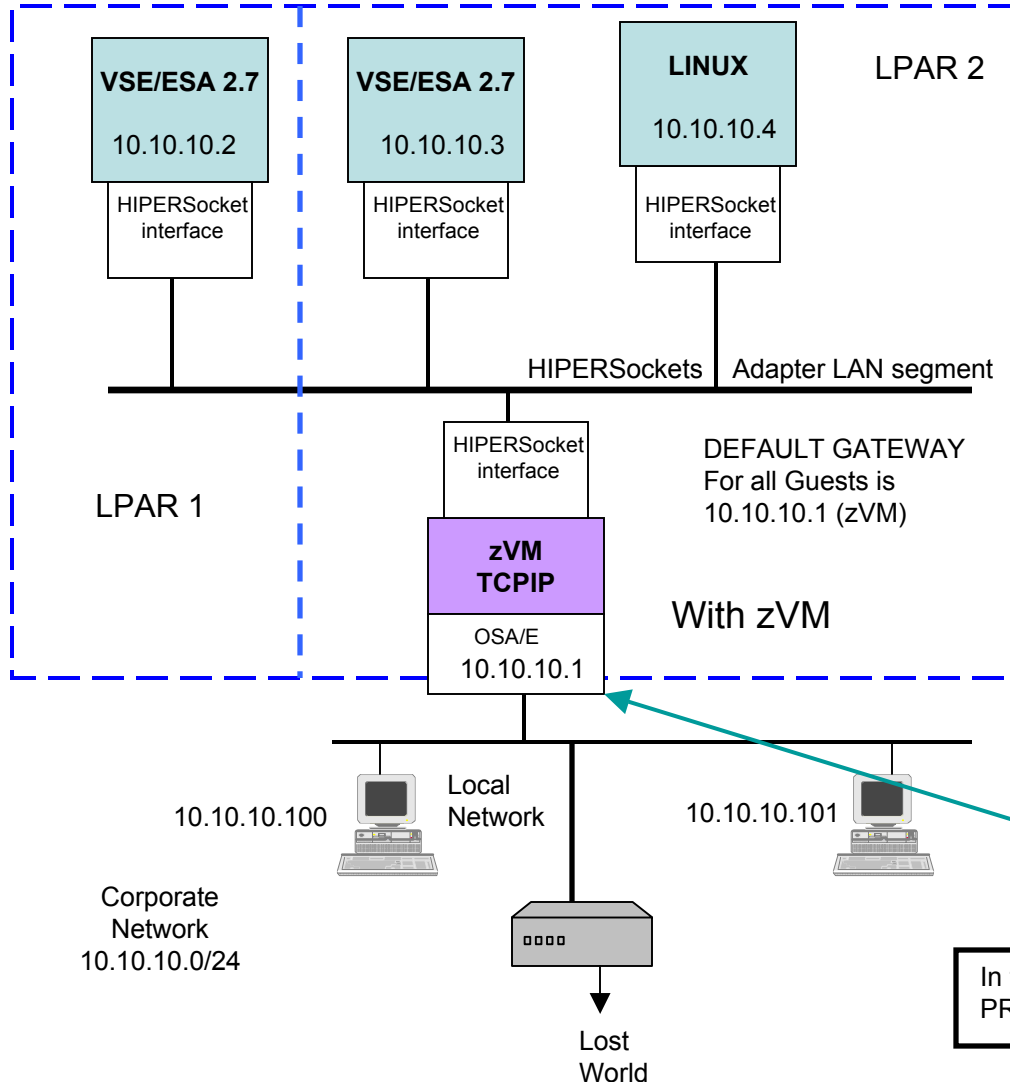 VSE/ESA 2.7
10.10.10.2
HIPERSocket
interface
VSE/ESA 2.7
10.10.10.3
HIPERSocket
interface
LINUX
10.10.10.4
HIPERSocket
interface
LPAR 2
HIPERSockets Adapter LAN segment
HIPERSocket
interface
DEFAULT GATEWAY
For all Guests is
10.10.10.1 (zVM)
LPAR 1
zVM
TCPIP
OSA/E
10.10.10.1
With zVM
10.10.10.100
Local
Network
10.10.10.101
Corporate
Network
10.10.10.0/24
Lost
World
In
PR